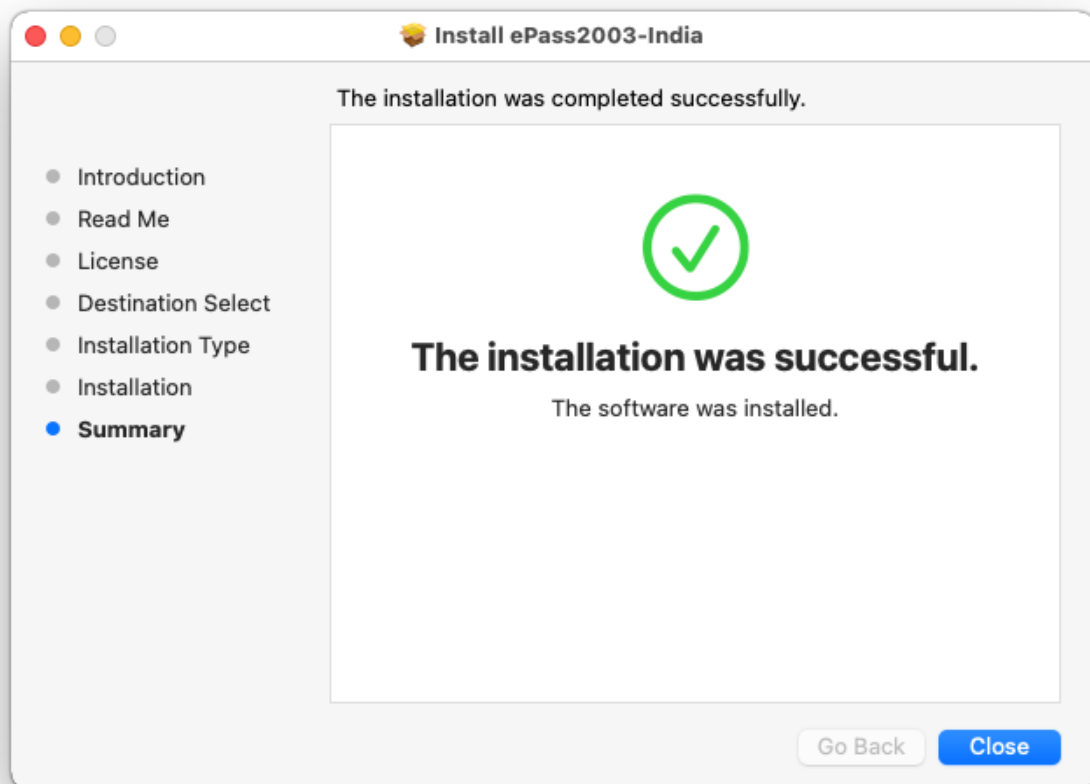 Install ePass2003-India
The installation was completed successfully.
Introduction
Read Me
License
Destination Select
Installation Type
Installation
Summary
The installation was successful.
The software was installed.
Go Back
Close